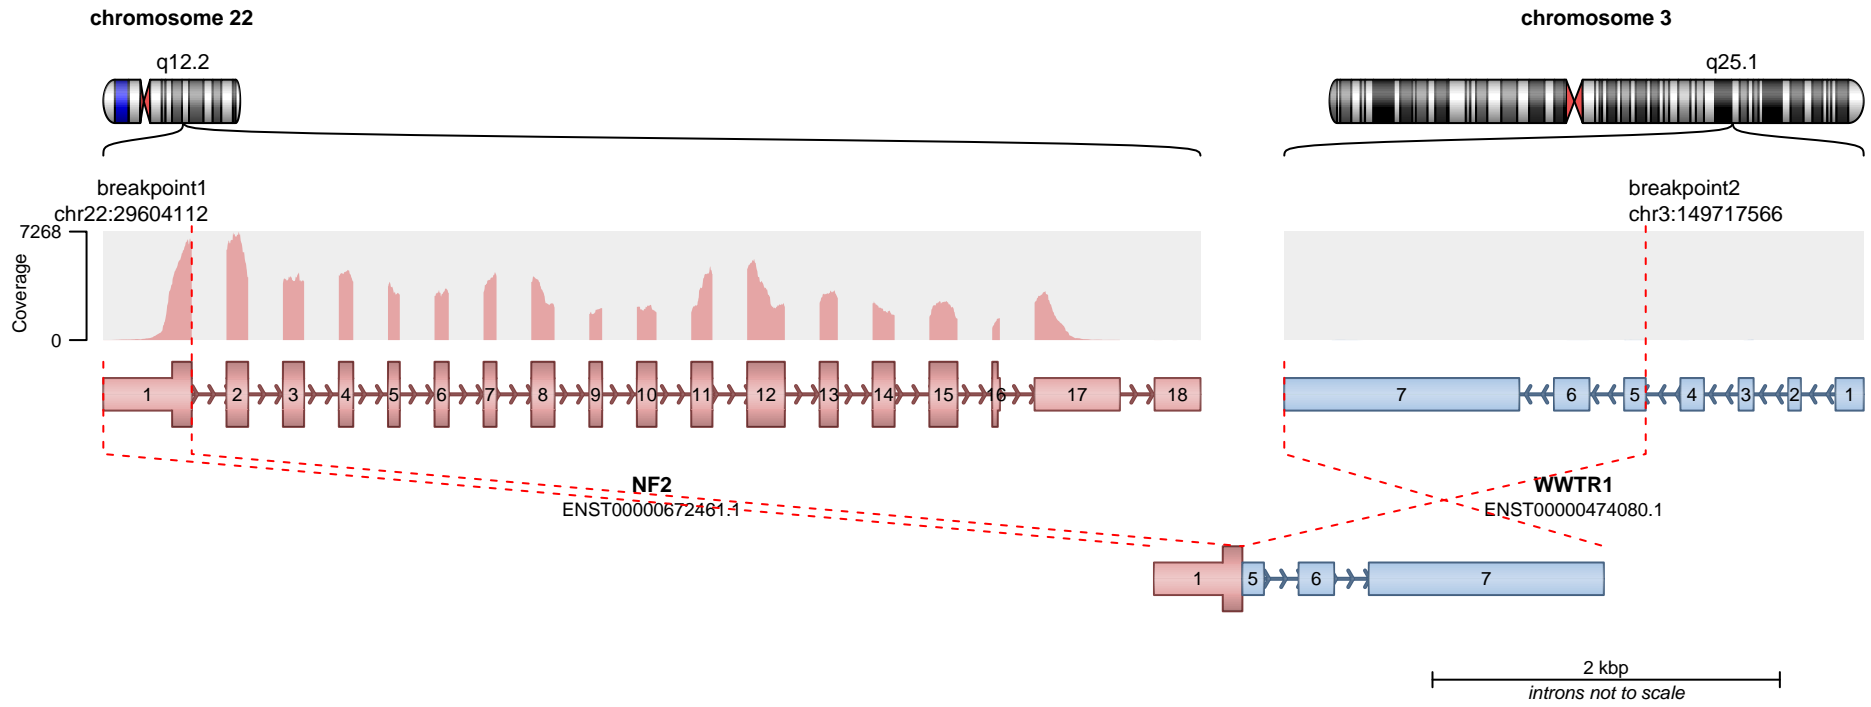 chromosome 22
chromosome 3
q12.2
q25.1
breakpoint1
chr22:29604112
breakpoint2
chr3:149717566
7268
Coverage
0
1 2 3 4 5 6 7 8 9 10 11 12 13 14 15 16 17 18
7 6 5 4 3 2 1
NF2
ENST00000672461.1
WWTR1
ENST00000474080.1
1 5 6 7
2 kbp
introns not to scale